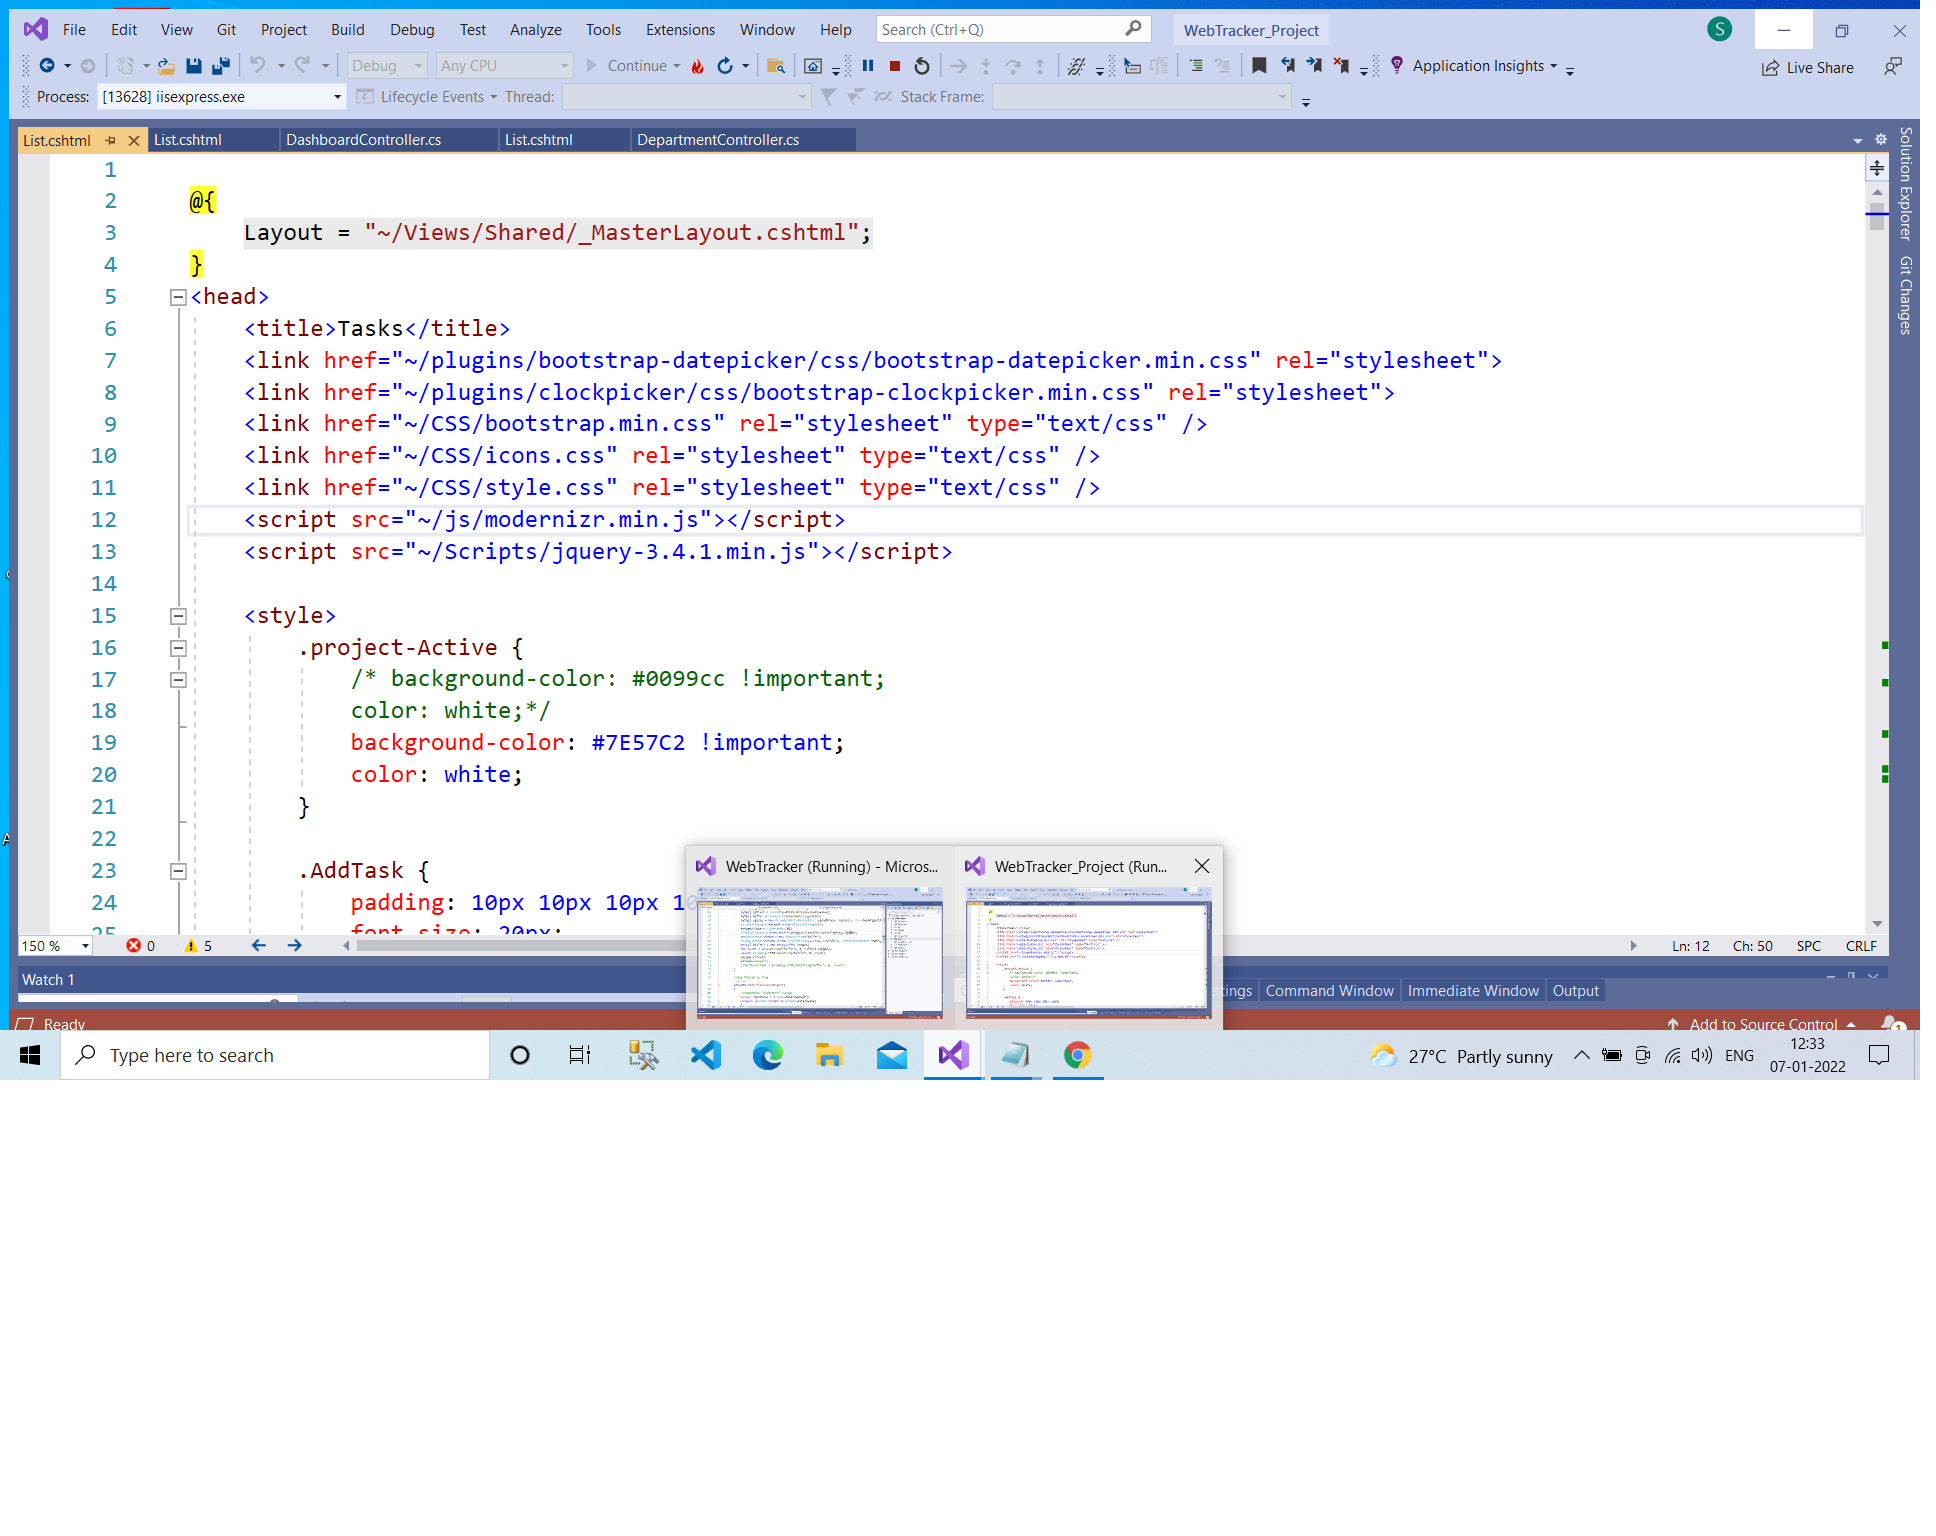 File Edit View Git Project Build Debug Test Analyze Tools Extensions Window Help Search (Ctrl+Q) WebTracker_Project S
Debug Any CPU Continue Application Insights Live Share
Process: [13628] iisexpress.exe Lifecycle Events Thread: Stack Frame:
List.cshtml List.cshtml DashboardController.cs List.cshtml DepartmentController.cs
Solution Explorer
Git Changes
1
2 @{
3 Layout = "~/Views/Shared/_MasterLayout.cshtml";
4 }
5 <head>
6 <title>Tasks</title>
7 <link href="~/plugins/bootstrap-datepicker/css/bootstrap-datepicker.min.css" rel="stylesheet">
8 <link href="~/plugins/clockpicker/css/bootstrap-clockpicker.min.css" rel="stylesheet">
9 <link href="~/CSS/bootstrap.min.css" rel="stylesheet" type="text/css" />
10 <link href="~/CSS/icons.css" rel="stylesheet" type="text/css" />
11 <link href="~/CSS/style.css" rel="stylesheet" type="text/css" />
12 <script src="~/js/modernizr.min.js"></script>
13 <script src="~/Scripts/jquery-3.4.1.min.js"></script>
14
15 <style>
16 .project-Active {
17 /* background-color: #0099cc !important;
18 color: white;*/
19 background-color: #7E57C2 !important;
20 color: white;
21 }
22
23 .AddTask {
24 padding: 10px 10px 10px 10
25 font-size: 20px;
WebTracker (Running) - Micros... WebTracker_Project (Run...
150 % 0 5 Ln: 12 Ch: 50 SPC CRLF
Watch 1
tings Command Window Immediate Window Output
Ready Add to Source Control 1
Type here to search 27°C Partly sunny ENG 12:33
07-01-2022